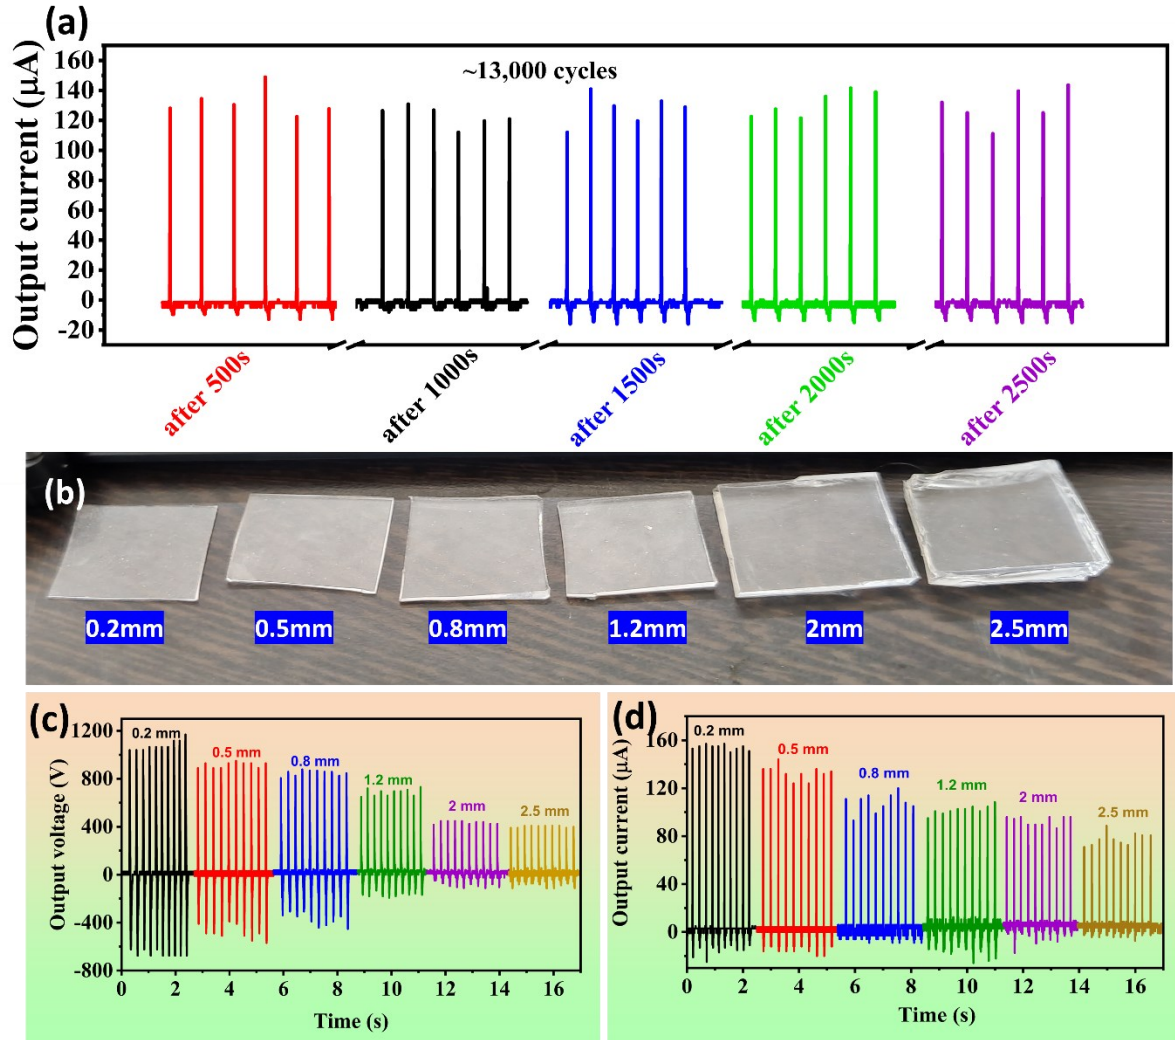 (a)
Output current (µA)
160
140
120
100
80
60
40
20
0
-20
~13,000 cycles
after 500s
after 1000s
after 1500s
after 2000s
after 2500s
(b)
0.2mm
0.5mm
0.8mm
1.2mm
2mm
2.5mm
(c)
Output voltage (V)
1200
800
400
0
-400
-800
0.2 mm
0.5 mm
0.8 mm
1.2 mm
2 mm
2.5 mm
0 2 4 6 8 10 12 14 16
Time (s)
(d)
Output current (µA)
160
120
80
40
0
0.2 mm
0.5 mm
0.8 mm
1.2 mm
2 mm
2.5 mm
0 2 4 6 8 10 12 14 16
Time (s)